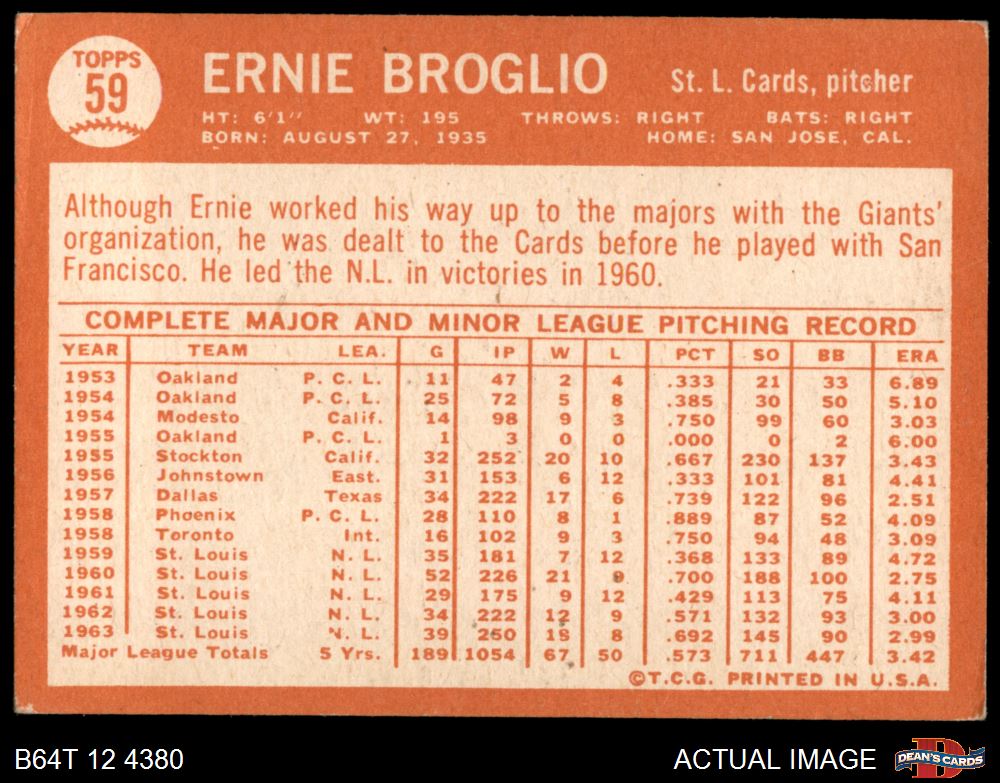 TOPPS
59
ERNIE BROGLIO
St. L. Cards, pitcher
HT: 6'1" WT: 195 THROWS: RIGHT BATS: RIGHT
BORN: AUGUST 27, 1935 HOME: SAN JOSE, CAL.
Although Ernie worked his way up to the majors with the Giants'
organization, he was dealt to the Cards before he played with San
Francisco. He led the N.L. in victories in 1960.
COMPLETE MAJOR AND MINOR LEAGUE PITCHING RECORD
YEAR TEAM LEA. G IP W L PCT SO BB ERA
1953 Oakland P. C. L. 11 47 2 4 .333 21 33 6.89
1954 Oakland P. C. L. 25 72 5 8 .385 30 50 5.10
1954 Modesto Calif. 14 98 9 3 .750 99 60 3.03
1955 Oakland P. C. L. 1 3 0 0 .000 0 2 6.00
1955 Stockton Calif. 32 252 20 10 .667 230 137 3.43
1956 Johnstown East. 31 153 6 12 .333 101 81 4.41
1957 Dallas Texas 34 222 17 6 .739 122 96 2.51
1958 Phoenix P. C. L. 28 110 8 1 .889 87 52 4.09
1958 Toronto Int. 16 102 9 3 .750 94 48 3.09
1959 St. Louis N. L. 35 181 7 12 .368 133 89 4.72
1960 St. Louis N. L. 52 226 21 9 .700 188 100 2.75
1961 St. Louis N. L. 29 175 9 12 .429 113 75 4.11
1962 St. Louis N. L. 34 222 12 9 .571 132 93 3.00
1963 St. Louis N. L. 39 250 18 8 .692 145 90 2.99
Major League Totals 5 Yrs. 189 1054 67 50 .573 711 447 3.42
©T.C.G. PRINTED IN U.S.A.
B64T 12 4380
ACTUAL IMAGE
D
DEAN'S CARDS